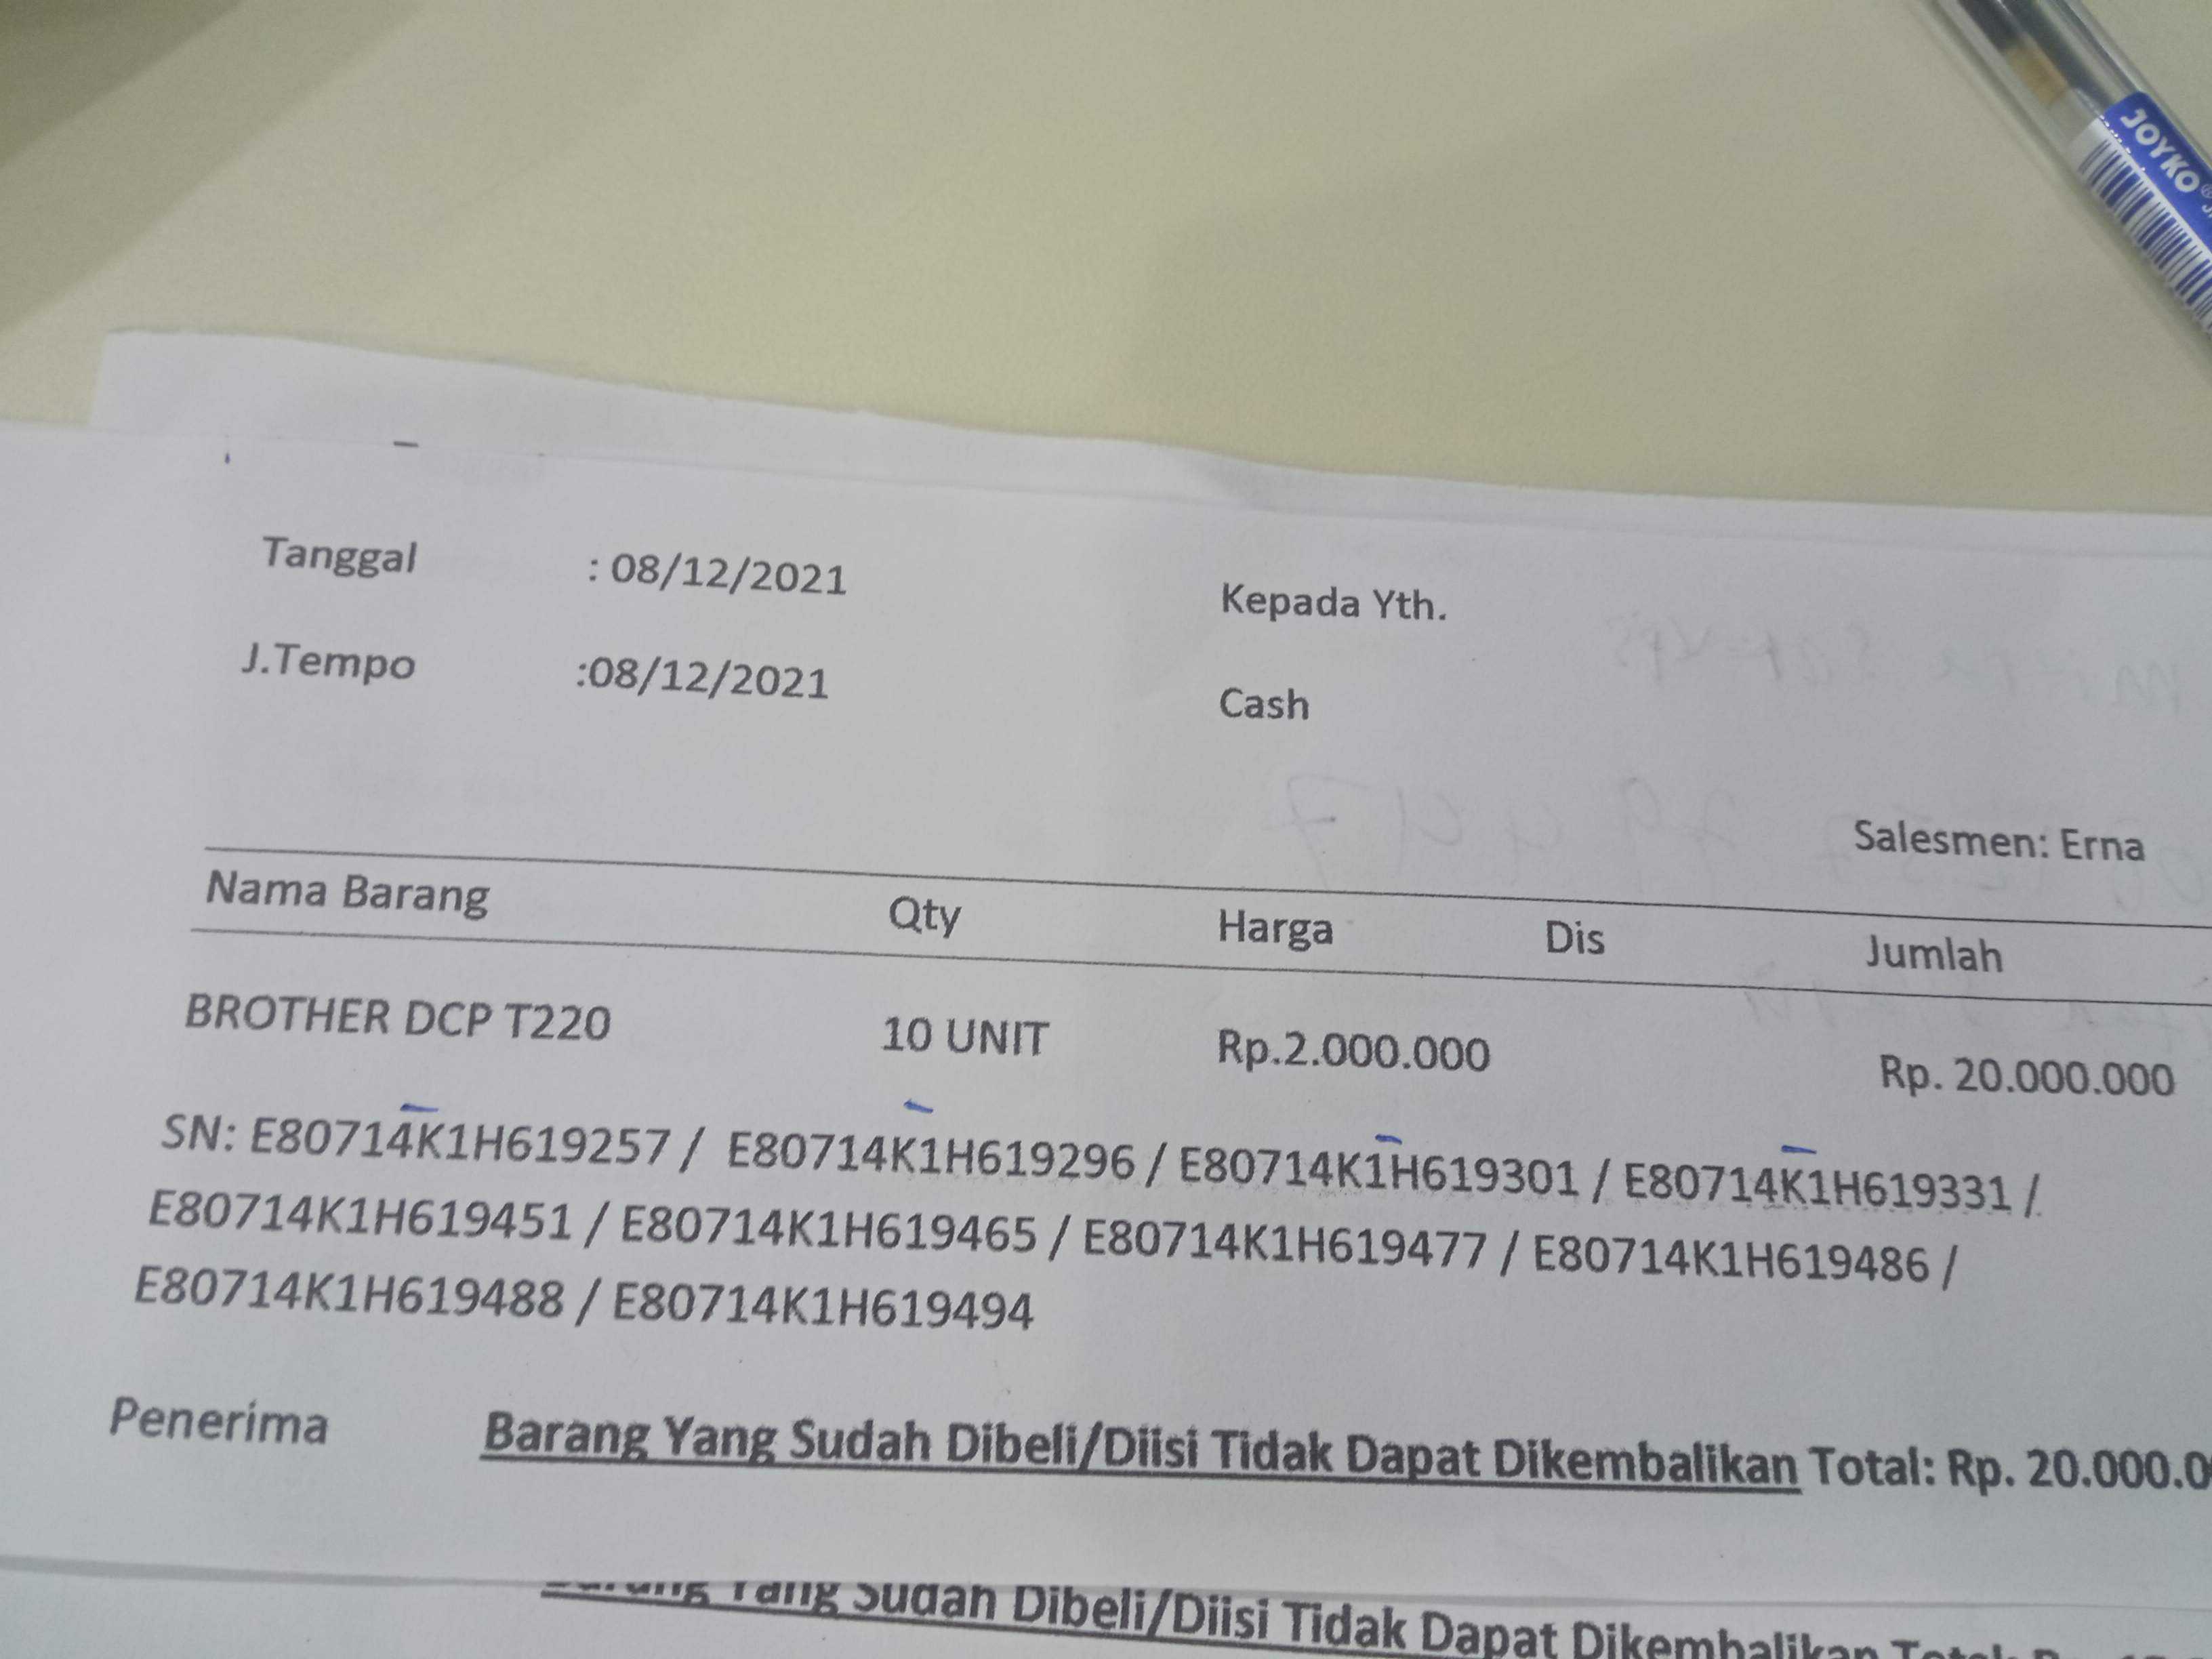 JOYKO
Tanggal : 08/12/2021
Kepada Yth.
J.Tempo :08/12/2021
Cash
Salesmen: Erna
Nama Barang Qty Harga Dis Jumlah
BROTHER DCP T220 10 UNIT Rp.2.000.000 Rp. 20.000.000
SN: E80714K1H619257 / E80714K1H619296 / E80714K1H619301 / E80714K1H619331 /
E80714K1H619451 / E80714K1H619465 / E80714K1H619477 / E80714K1H619486 /
E80714K1H619488 / E80714K1H619494
Penerima Barang Yang Sudah Dibeli/Diisi Tidak Dapat Dikembalikan Total: Rp. 20.000.0
Barang Yang Sudah Dibeli/Diisi Tidak Dapat Dikembalikan